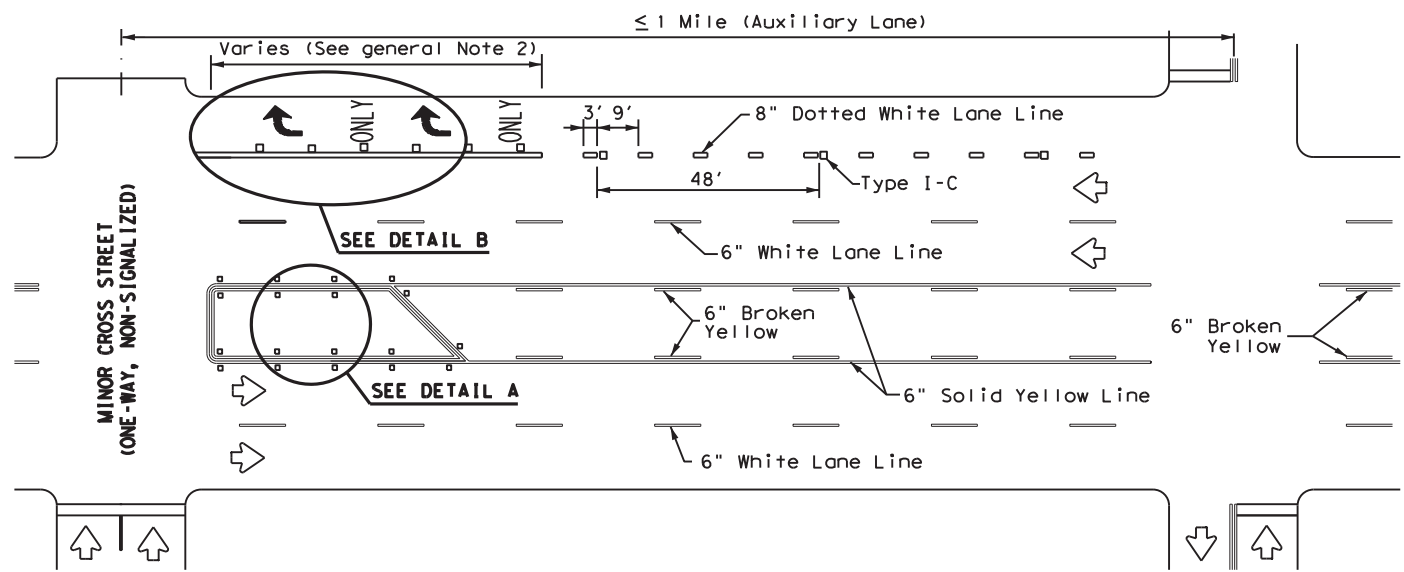 ≤ 1 Mile (Auxiliary Lane)
Varies (See general Note 2)
ONLY
ONLY
3' 9'
8" Dotted White Lane Line
48'
Type I-C
SEE DETAIL B
6" White Lane Line
MINOR CROSS STREET
(ONE-WAY, NON-SIGNALIZED)
6" Broken
Yellow
6" Broken
Yellow
SEE DETAIL A
6" Solid Yellow Line
6" White Lane Line